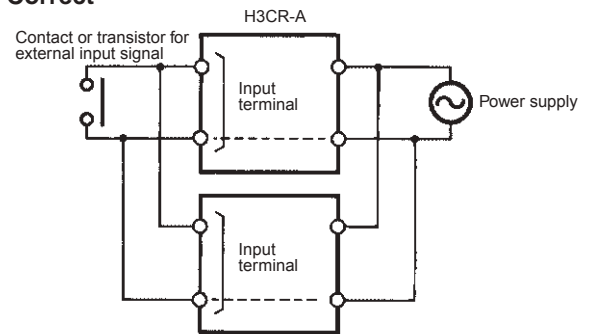 Correct
H3CR-A
Contact or transistor for
external input signal
Input
terminal
Power supply
Input
terminal